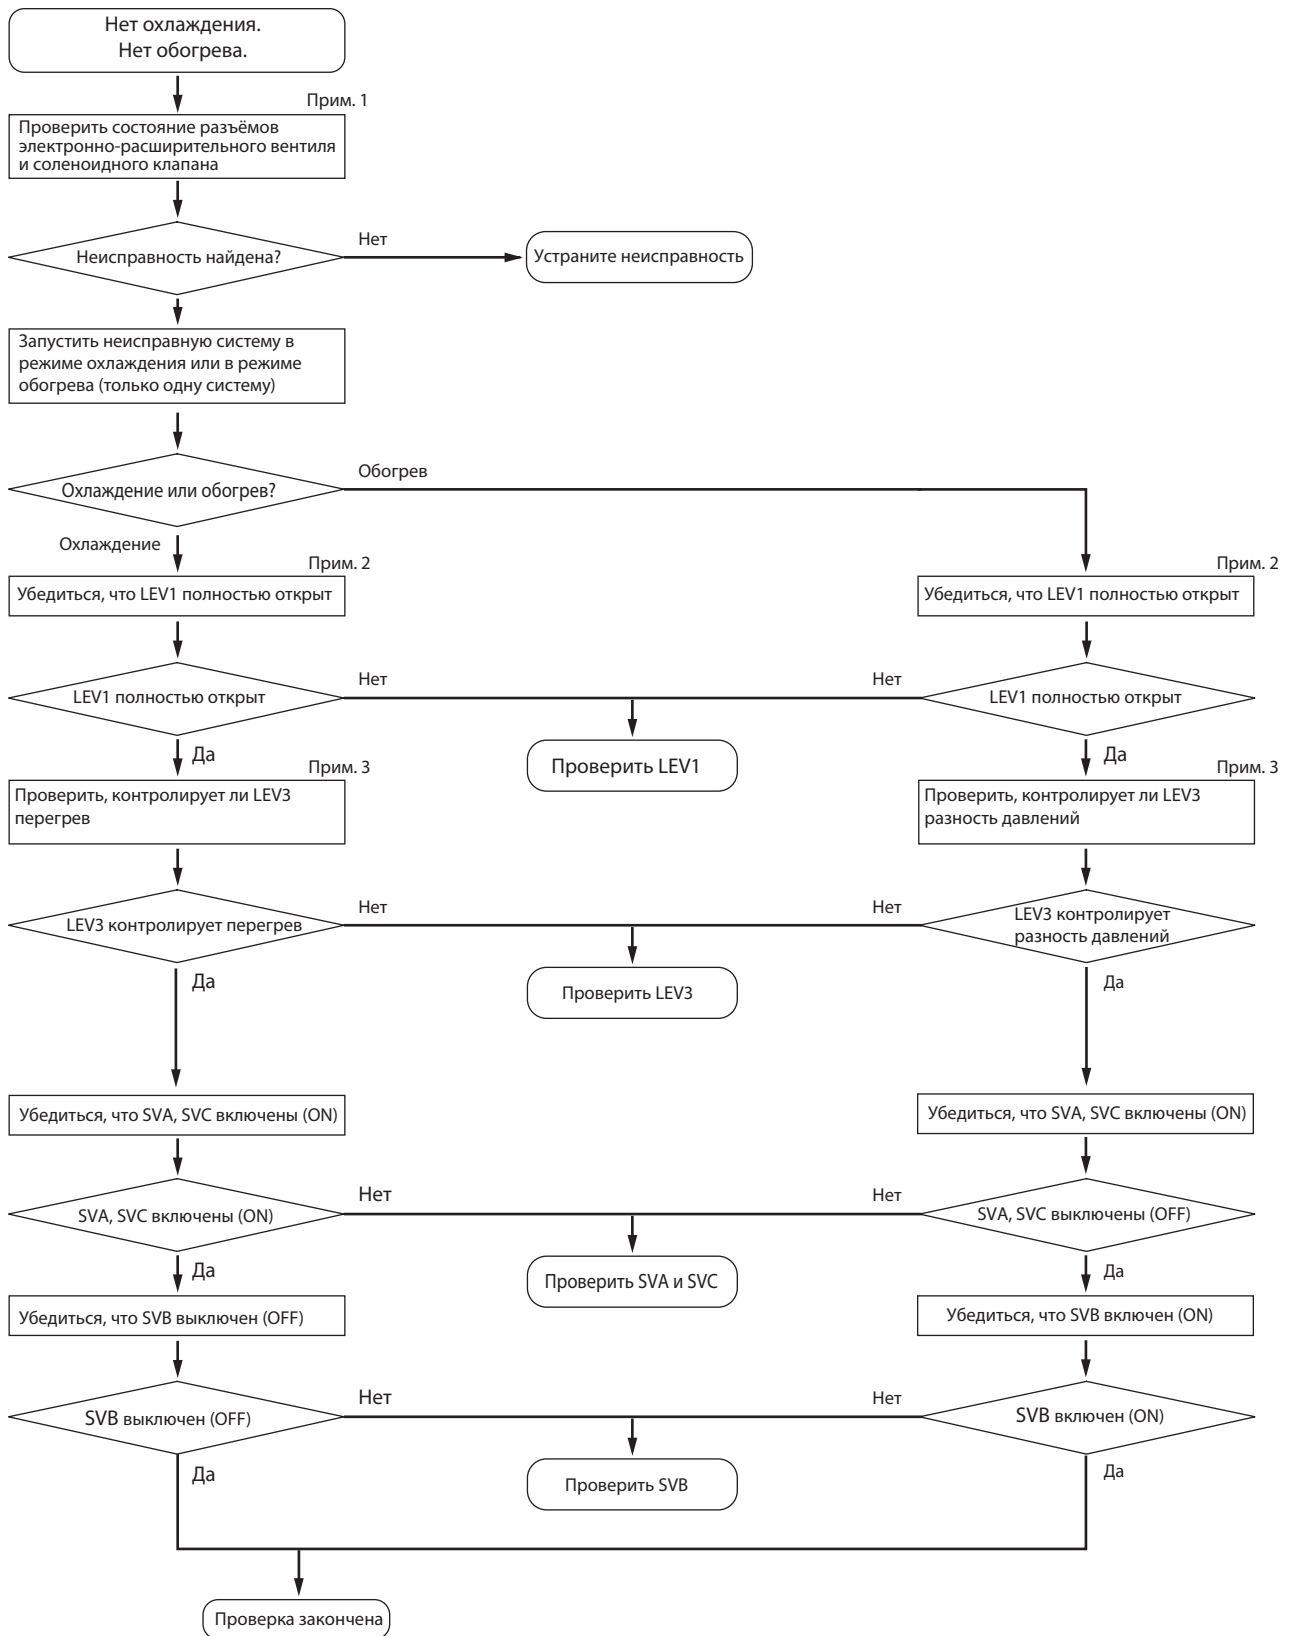 Нет охлаждения.
Нет обогрева.
Прим. 1
Проверить состояние разъёмов
электронно-расширительного вентиля
и соленоидного клапана
Неисправность найдена?
Нет
Устраните неисправность
Запустить неисправную систему в
режиме охлаждения или в режиме
обогрева (только одну систему)
Охлаждение или обогрев?
Обогрев
Охлаждение
Прим. 2
Прим. 2
Убедиться, что LEV1 полностью открыт
Убедиться, что LEV1 полностью открыт
LEV1 полностью открыт
Нет
Нет
LEV1 полностью открыт
Проверить LEV1
Да
Да
Прим. 3
Прим. 3
Проверить, контролирует ли LEV3
перегрев
Проверить, контролирует ли LEV3
разность давлений
LEV3 контролирует перегрев
Нет
Нет
LEV3 контролирует
разность давлений
Проверить LEV3
Да
Да
Убедиться, что SVA, SVC включены (ON)
Убедиться, что SVA, SVC включены (ON)
SVA, SVC включены (ON)
Нет
Нет
SVA, SVC выключены (OFF)
Проверить SVA и SVC
Да
Да
Убедиться, что SVB выключен (OFF)
Убедиться, что SVB включен (ON)
SVB выключен (OFF)
Нет
Нет
SVB включен (ON)
Проверить SVB
Да
Да
Проверка закончена